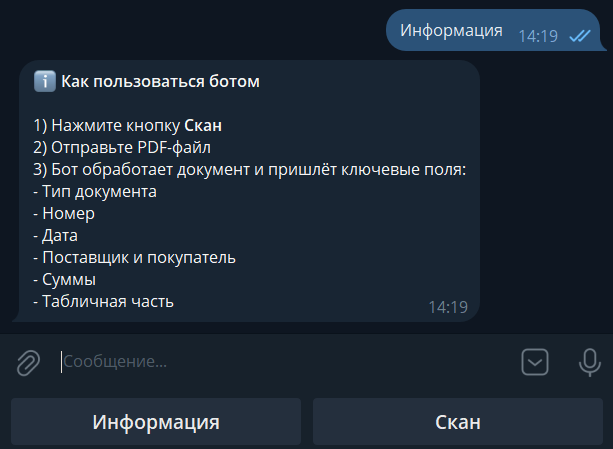 Информация 14:19
ℹ️ Как пользоваться ботом
1) Нажмите кнопку Скан
2) Отправьте PDF-файл
3) Бот обработает документ и пришлёт ключевые поля:
- Тип документа
- Номер
- Дата
- Поставщик и покупатель
- Суммы
- Табличная часть
14:19
Сообщение...
Информация
Скан